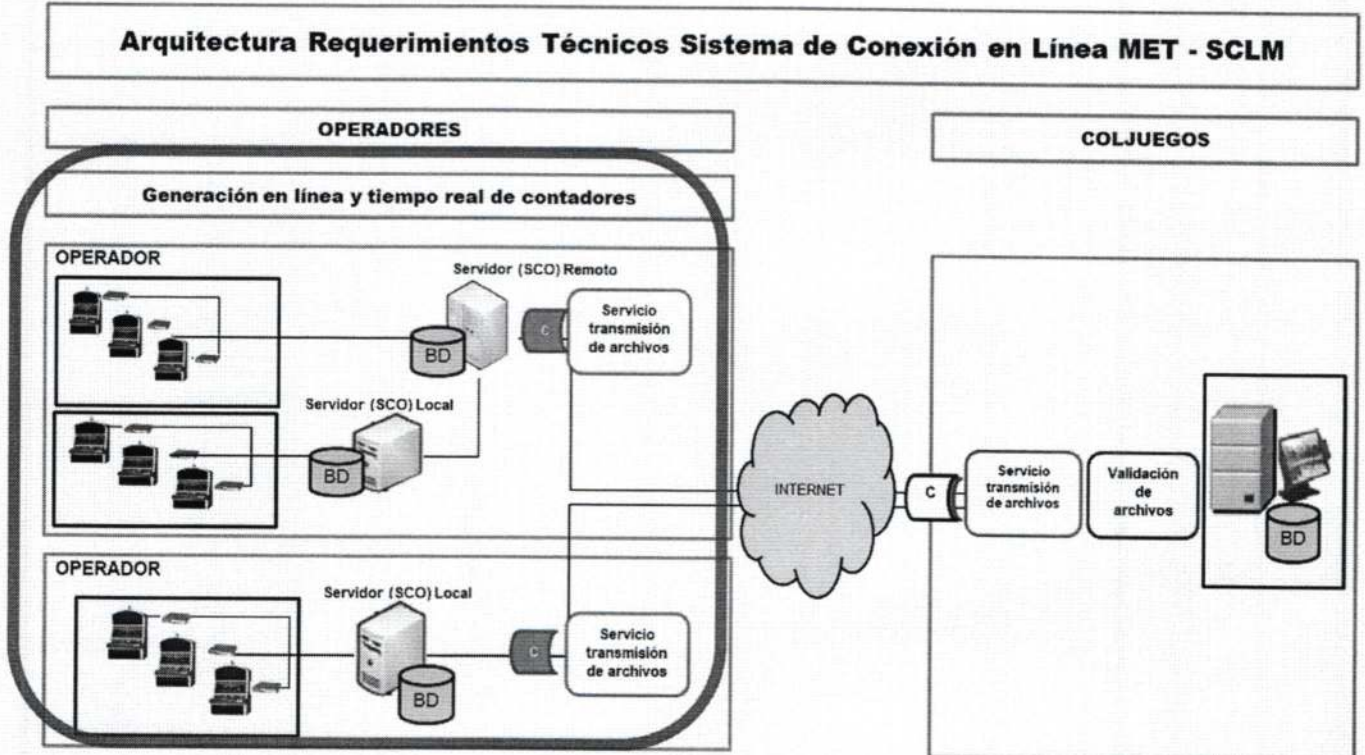 Arquitectura Requerimientos Técnicos Sistema de Conexión en Línea MET - SCLM
OPERADORES
COLJUEGOS
Generación en línea y tiempo real de contadores
OPERADOR
Servidor (SCO) Remoto
BD
C
Servicio
transmisión
de archivos
Servidor (SCO) Local
BD
INTERNET
C
Servicio
transmisión
de archivos
Validación
de
archivos
BD
OPERADOR
Servidor (SCO) Local
BD
C
Servicio
transmisión
de archivos